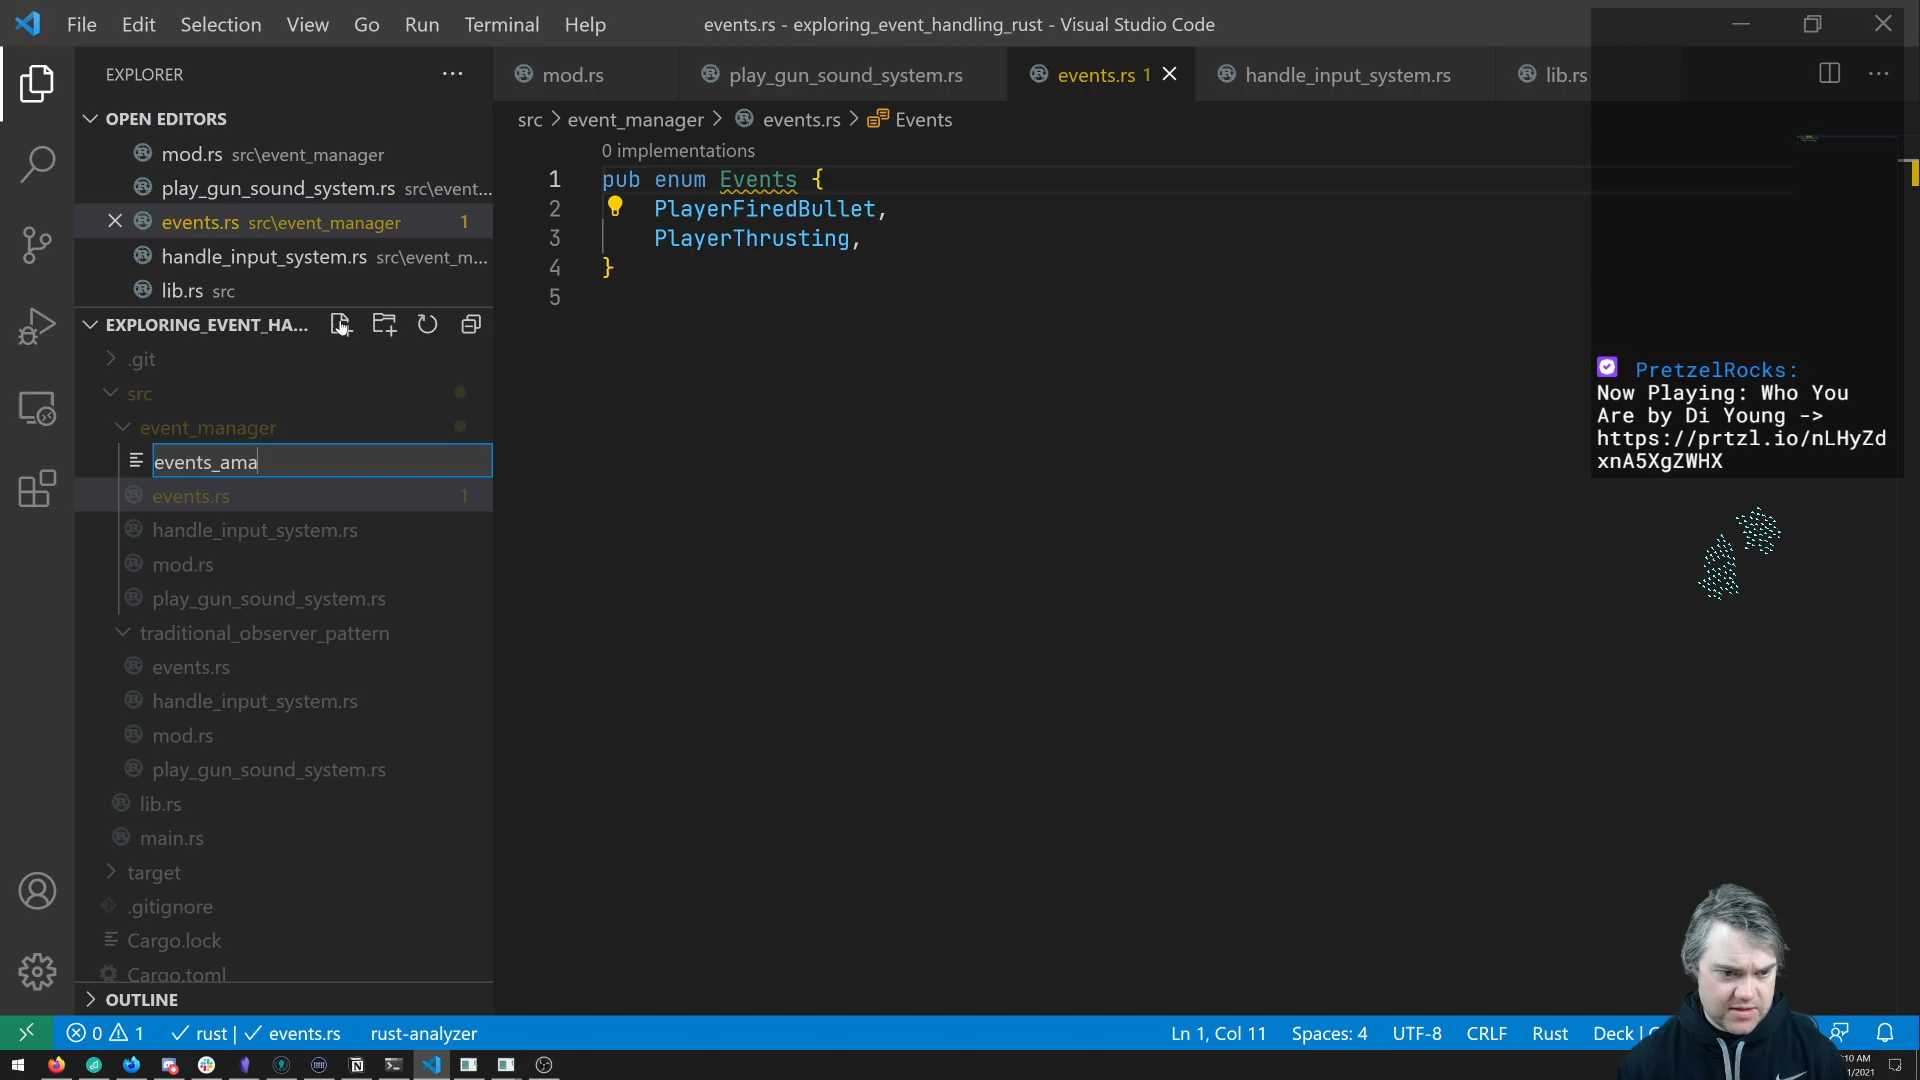 File Edit Selection View Go Run Terminal Help
events.rs - exploring_event_handling_rust - Visual Studio Code
EXPLORER
mod.rs
play_gun_sound_system.rs
events.rs 1
handle_input_system.rs
lib.rs
OPEN EDITORS
mod.rs src\event_manager
play_gun_sound_system.rs src\event...
events.rs src\event_manager 1
handle_input_system.rs src\event_m...
lib.rs src
EXPLORING_EVENT_HA...
.git
src
event_manager
events_ama
events.rs 1
handle_input_system.rs
mod.rs
play_gun_sound_system.rs
traditional_observer_pattern
events.rs
handle_input_system.rs
mod.rs
play_gun_sound_system.rs
lib.rs
main.rs
target
.gitignore
Cargo.lock
Cargo.toml
OUTLINE
src > event_manager > events.rs > Events
0 implementations
1 pub enum Events {
2 PlayerFiredBullet,
3 PlayerThrusting,
4 }
5
PretzelRocks:
Now Playing: Who You
Are by Di Young ->
https://prtzl.io/nLHyZd
xnA5XgZWHX
0 1 rust | events.rs rust-analyzer
Ln 1, Col 11 Spaces: 4 UTF-8 CRLF Rust Deck |
:10 AM
1/2021